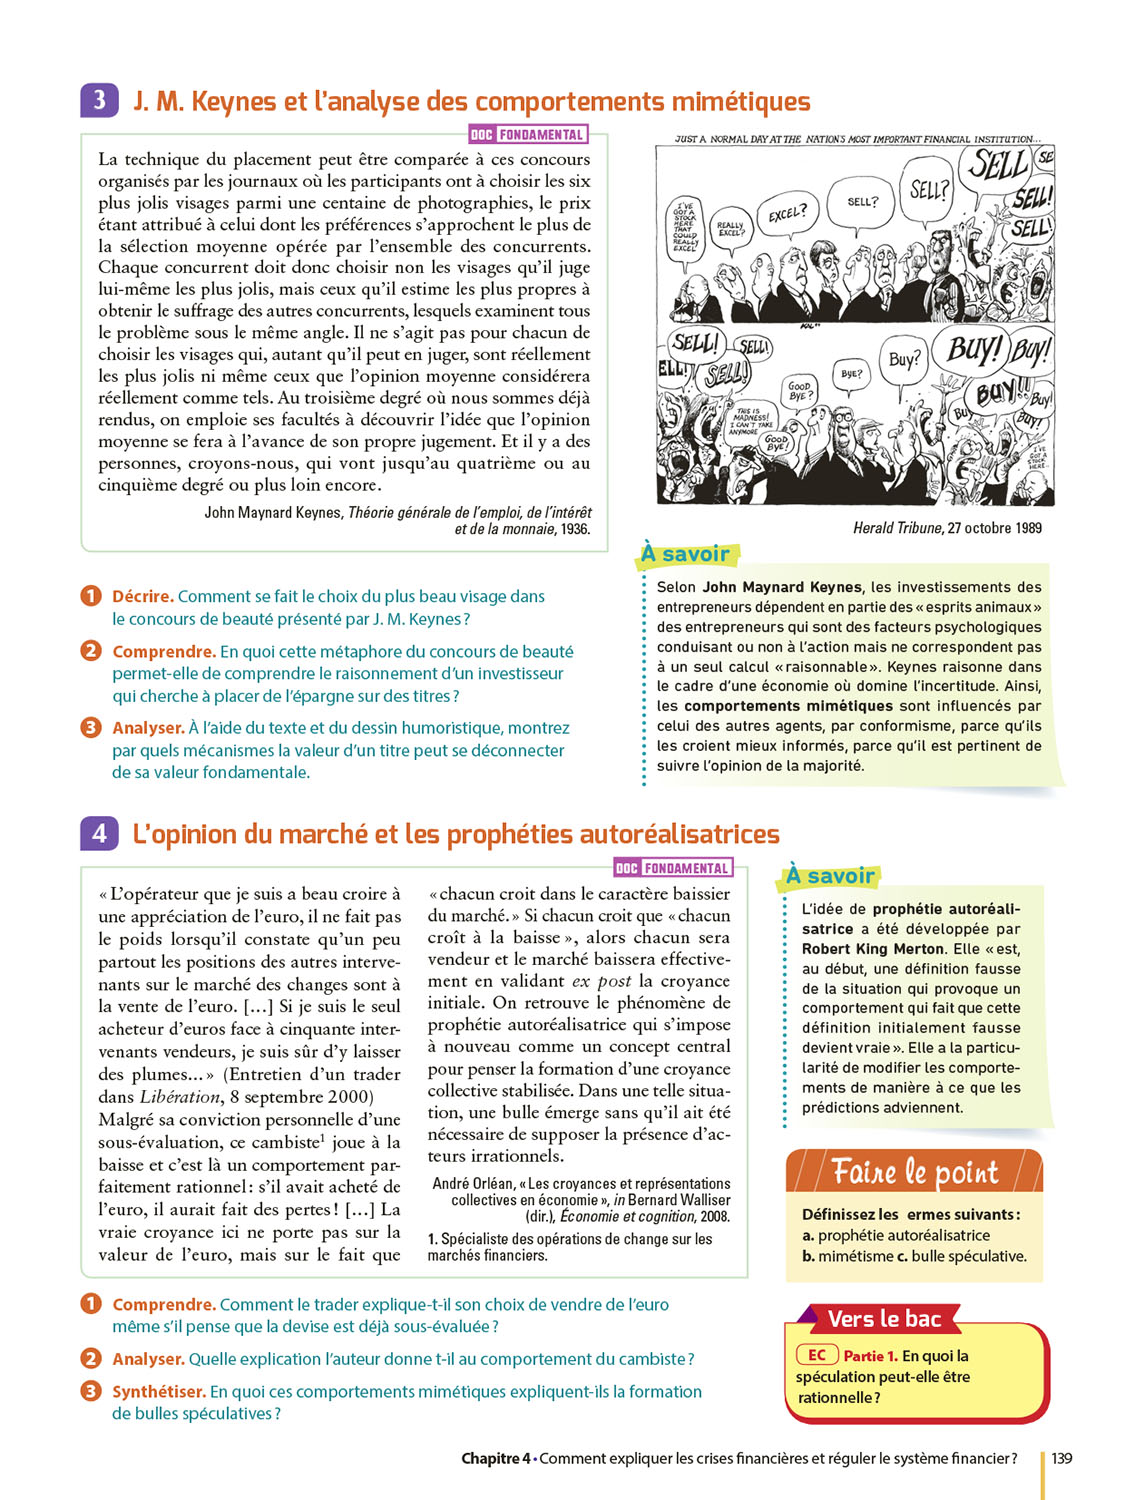 3 J. M. Keynes et l'analyse des comportements mimétiques
DOC FONDAMENTAL
La technique du placement peut être comparée à ces concours
organisés par les journaux où les participants ont à choisir les six
plus jolis visages parmi une centaine de photographies, le prix
étant attribué à celui dont les préférences s'approchent le plus de
la sélection moyenne opérée par l'ensemble des concurrents.
Chaque concurrent doit donc choisir non les visages qu'il juge
lui-même les plus jolis, mais ceux qu'il estime les plus propres à
obtenir le suffrage des autres concurrents, lesquels examinent tous
le problème sous le même angle. Il ne s'agit pas pour chacun de
choisir les visages qui, autant qu'il peut en juger, sont réellement
les plus jolis ni même ceux que l'opinion moyenne considérera
réellement comme tels. Au troisième degré où nous sommes déjà
rendus, on emploie ses facultés à découvrir l'idée que l'opinion
moyenne se fera à l'avance de son propre jugement. Et il y a des
personnes, croyons-nous, qui vont jusqu'au quatrième ou au
cinquième degré ou plus loin encore.
John Maynard Keynes, Théorie générale de l'emploi, de l'intérêt
et de la monnaie, 1936.
JUST A NORMAL DAY AT THE NATION'S MOST IMPORTANT FINANCIAL INSTITUTION...
I'VE
GOT A
STOCK
HERE
THAT
COULD
REALLY
EXCEL
REALLY
EXCEL?
EXCEL?
SELL?
SELL?
SELL
SE
SELL!
SELL!
KAL
SELL!
SELL!
ELL!
SELL!
THIS IS
MADNESS!
I CAN'T TAKE
ANYMORE
GOOD
BYE!
GOOD
BYE?
BYE?
BUY?
BUY!
BUY!
BUY!!
BU
BUY!
BUY!
I'VE
GOT A
STOCK
HERE..
Herald Tribune, 27 octobre 1989
1 Décrire. Comment se fait le choix du plus beau visage dans
le concours de beauté présenté par J. M. Keynes ?
2 Comprendre. En quoi cette métaphore du concours de beauté
permet-elle de comprendre le raisonnement d'un investisseur
qui cherche à placer de l'épargne sur des titres ?
3 Analyser. À l'aide du texte et du dessin humoristique, montrez
par quels mécanismes la valeur d'un titre peut se déconnecter
de sa valeur fondamentale.
À savoir
Selon John Maynard Keynes, les investissements des
entrepreneurs dépendent en partie des « esprits animaux »
des entrepreneurs qui sont des facteurs psychologiques
conduisant ou non à l'action mais ne correspondent pas
à un seul calcul « raisonnable ». Keynes raisonne dans
le cadre d'une économie où domine l'incertitude. Ainsi,
les comportements mimétiques sont influencés par
celui des autres agents, par conformisme, parce qu'ils
les croient mieux informés, parce qu'il est pertinent de
suivre l'opinion de la majorité.
4 L'opinion du marché et les prophéties autoréalisatrices
DOC FONDAMENTAL
« L'opérateur que je suis a beau croire à
une appréciation de l'euro, il ne fait pas
le poids lorsqu'il constate qu'un peu
partout les positions des autres interve-
nants sur le marché des changes sont à
la vente de l'euro. [...] Si je suis le seul
acheteur d'euros face à cinquante inter-
venants vendeurs, je suis sûr d'y laisser
des plumes... » (Entretien d'un trader
dans Libération, 8 septembre 2000)
Malgré sa conviction personnelle d'une
sous-évaluation, ce cambiste1 joue à la
baisse et c'est là un comportement par-
faitement rationnel : s'il avait acheté de
l'euro, il aurait fait des pertes ! [...] La
vraie croyance ici ne porte pas sur la
valeur de l'euro, mais sur le fait que
« chacun croit dans le caractère baissier
du marché. » Si chacun croit que « chacun
croît à la baisse », alors chacun sera
vendeur et le marché baissera effective-
ment en validant ex post la croyance
initiale. On retrouve le phénomène de
prophétie autoréalisatrice qui s'impose
à nouveau comme un concept central
pour penser la formation d'une croyance
collective stabilisée. Dans une telle situa-
tion, une bulle émerge sans qu'il ait été
nécessaire de supposer la présence d'ac-
teurs irrationnels.
André Orléan, « Les croyances et représentations
collectives en économie », in Bernard Walliser
(dir.), Économie et cognition, 2008.
1. Spécialiste des opérations de change sur les
marchés financiers.
À savoir
L'idée de prophétie autoréali-
satrice a été développée par
Robert King Merton. Elle « est,
au début, une définition fausse
de la situation qui provoque un
comportement qui fait que cette
définition initialement fausse
devient vraie ». Elle a la particu-
larité de modifier les comporte-
ments de manière à ce que les
prédictions adviennent.
Faire le point
Définissez les ermes suivants :
a. prophétie autoréalisatrice
b. mimétisme c. bulle spéculative.
1 Comprendre. Comment le trader explique-t-il son choix de vendre de l'euro
même s'il pense que la devise est déjà sous-évaluée ?
2 Analyser. Quelle explication l'auteur donne t-il au comportement du cambiste ?
3 Synthétiser. En quoi ces comportements mimétiques expliquent-ils la formation
de bulles spéculatives ?
Vers le bac
EC Partie 1. En quoi la
spéculation peut-elle être
rationnelle ?
Chapitre 4 • Comment expliquer les crises financières et réguler le système financier ? 139